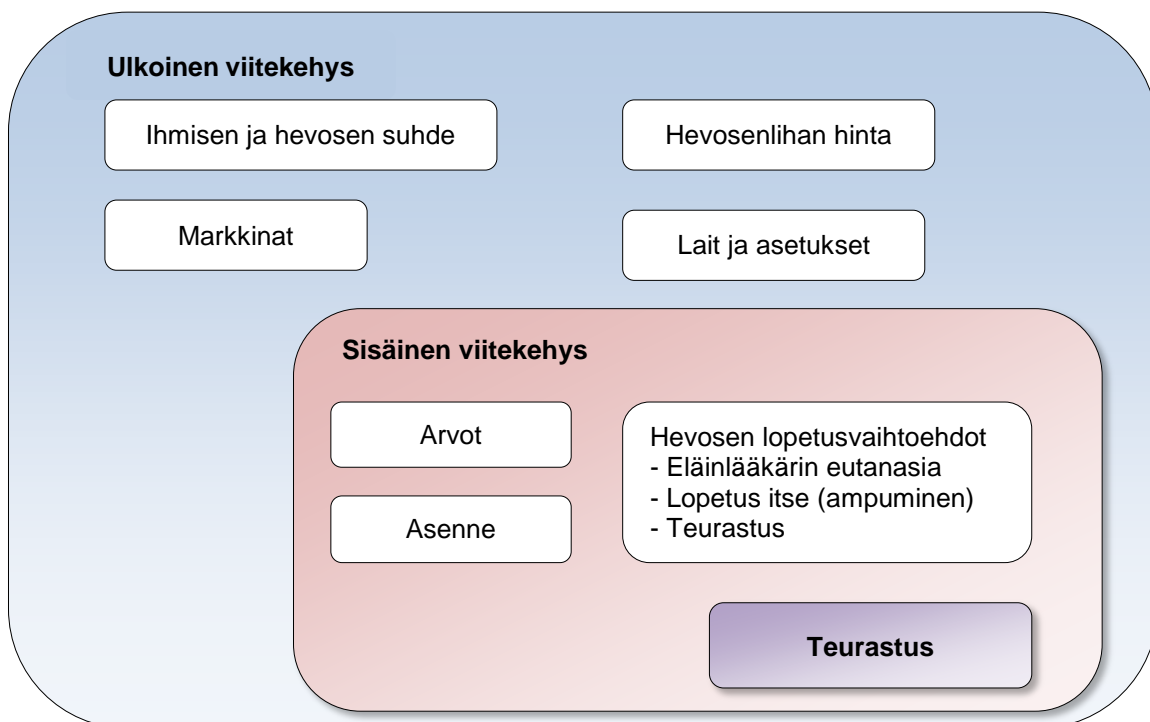 Ulkoinen viitekehys
Ihmisen ja hevosen suhde
Hevosenlihan hinta
Markkinat
Lait ja asetukset
Sisäinen viitekehys
Arvot
Asenne
Hevosen lopetusvaihtoehdot
- Eläinlääkärin eutanasia
- Lopetus itse (ampuminen)
- Teurastus
Teurastus